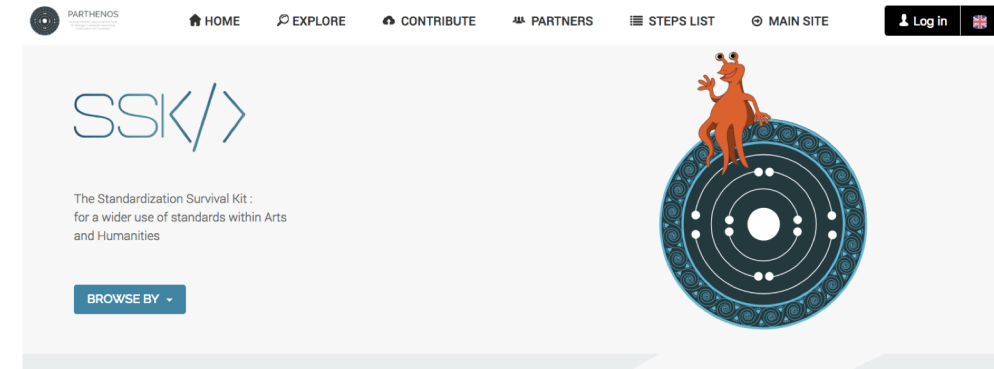 PARTHENOS
HOME
EXPLORE
CONTRIBUTE
PARTNERS
STEPS LIST
MAIN SITE
Log in
SSK</>
The Standardization Survival Kit :
for a wider use of standards within Arts
and Humanities
BROWSE BY